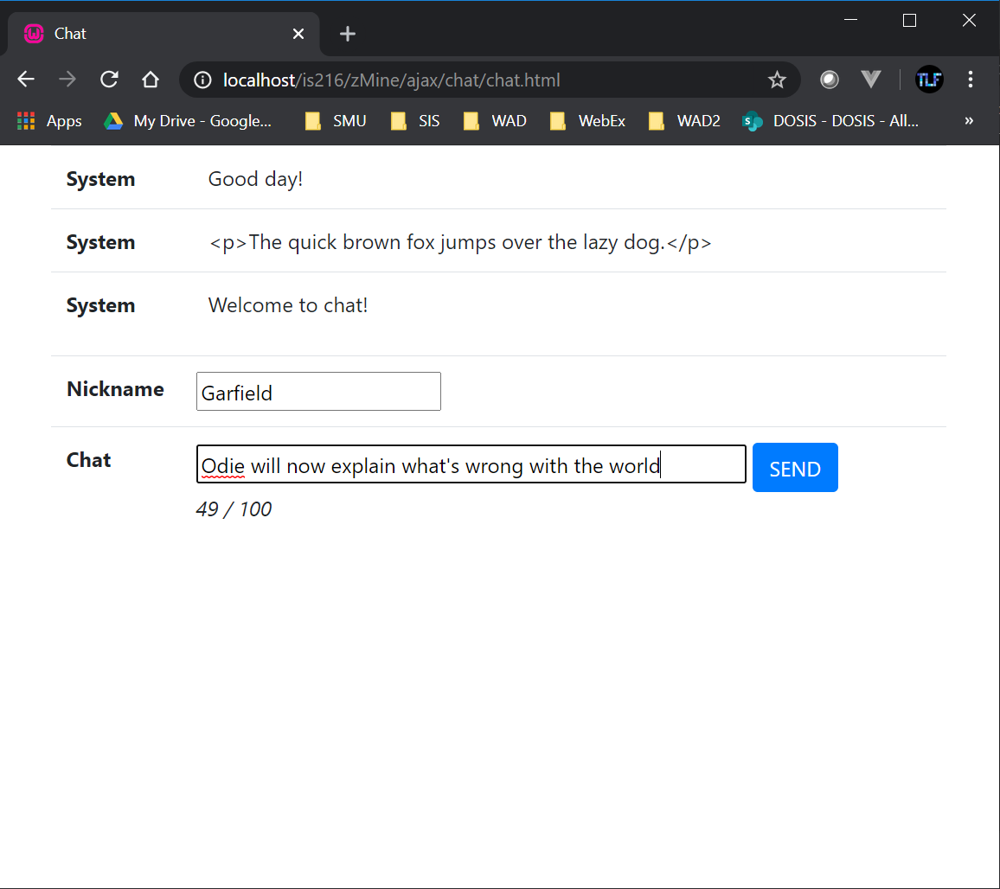 Chat
localhost/is216/zMine/ajax/chat/chat.html
TLF
Apps My Drive - Google... SMU SIS WAD WebEx WAD2 DOSIS - DOSIS - All... »
System Good day!
System <p>The quick brown fox jumps over the lazy dog.</p>
System Welcome to chat!
Nickname Garfield
Chat Odie will now explain what's wrong with the world SEND
49 / 100